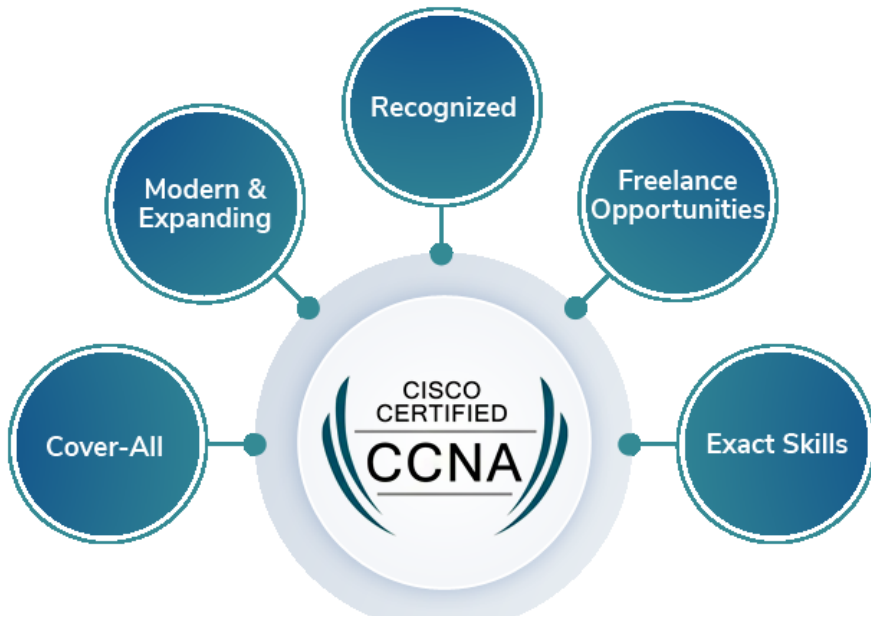 Recognized
Modern &
Expanding
Freelance
Opportunities
Cover-All
Exact Skills
CISCO
CERTIFIED
CCNA